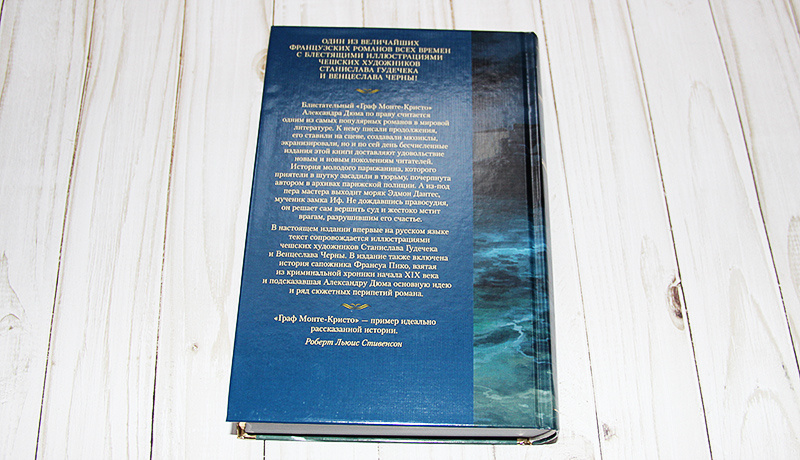 ОДИН ИЗ ВЕЛИЧАЙШИХ
ФРАНЦУЗСКИХ РОМАНОВ ВСЕХ ВРЕМЕН
С БЛЕСТЯЩИМИ ИЛЛЮСТРАЦИЯМИ
ЧЕШСКИХ ХУДОЖНИКОВ
СТАНИСЛАВА ГУДЕЧЕКА
И ВЕНЦЕСЛАВА ЧЕРНЫ!
Блистательный «Граф Монте-Кристо»
Александра Дюма по праву считается
одним из самых популярных романов в мировой
литературе. К нему писали продолжения,
его ставили на сцене, создавали мюзиклы,
экранизировали, но и по сей день бесчисленные
издания этой книги доставляют удовольствие
новым и новым поколениям читателей.
История молодого парижанина, которого
приятели в шутку засадили в тюрьму, почерпнута
автором в архивах парижской полиции. А из-под
пера мастера выходит моряк Эдмон Дантес,
мученик замка Иф. Не дождавшись правосудия,
он решает сам вершить суд и жестоко мстит
врагам, разрушившим его счастье.
В настоящем издании впервые на русском языке
текст сопровождается иллюстрациями
чешских художников Станислава Гудечека
и Венцеслава Черны. В издание также включена
история сапожника Франсуа Пико, взятая
из криминальной хроники начала XIX века
и подсказавшая Александру Дюма основную идею
и ряд сюжетных перипетий романа.
«Граф Монте-Кристо» — пример идеально
рассказанной истории.
Роберт Льюис Стивенсон